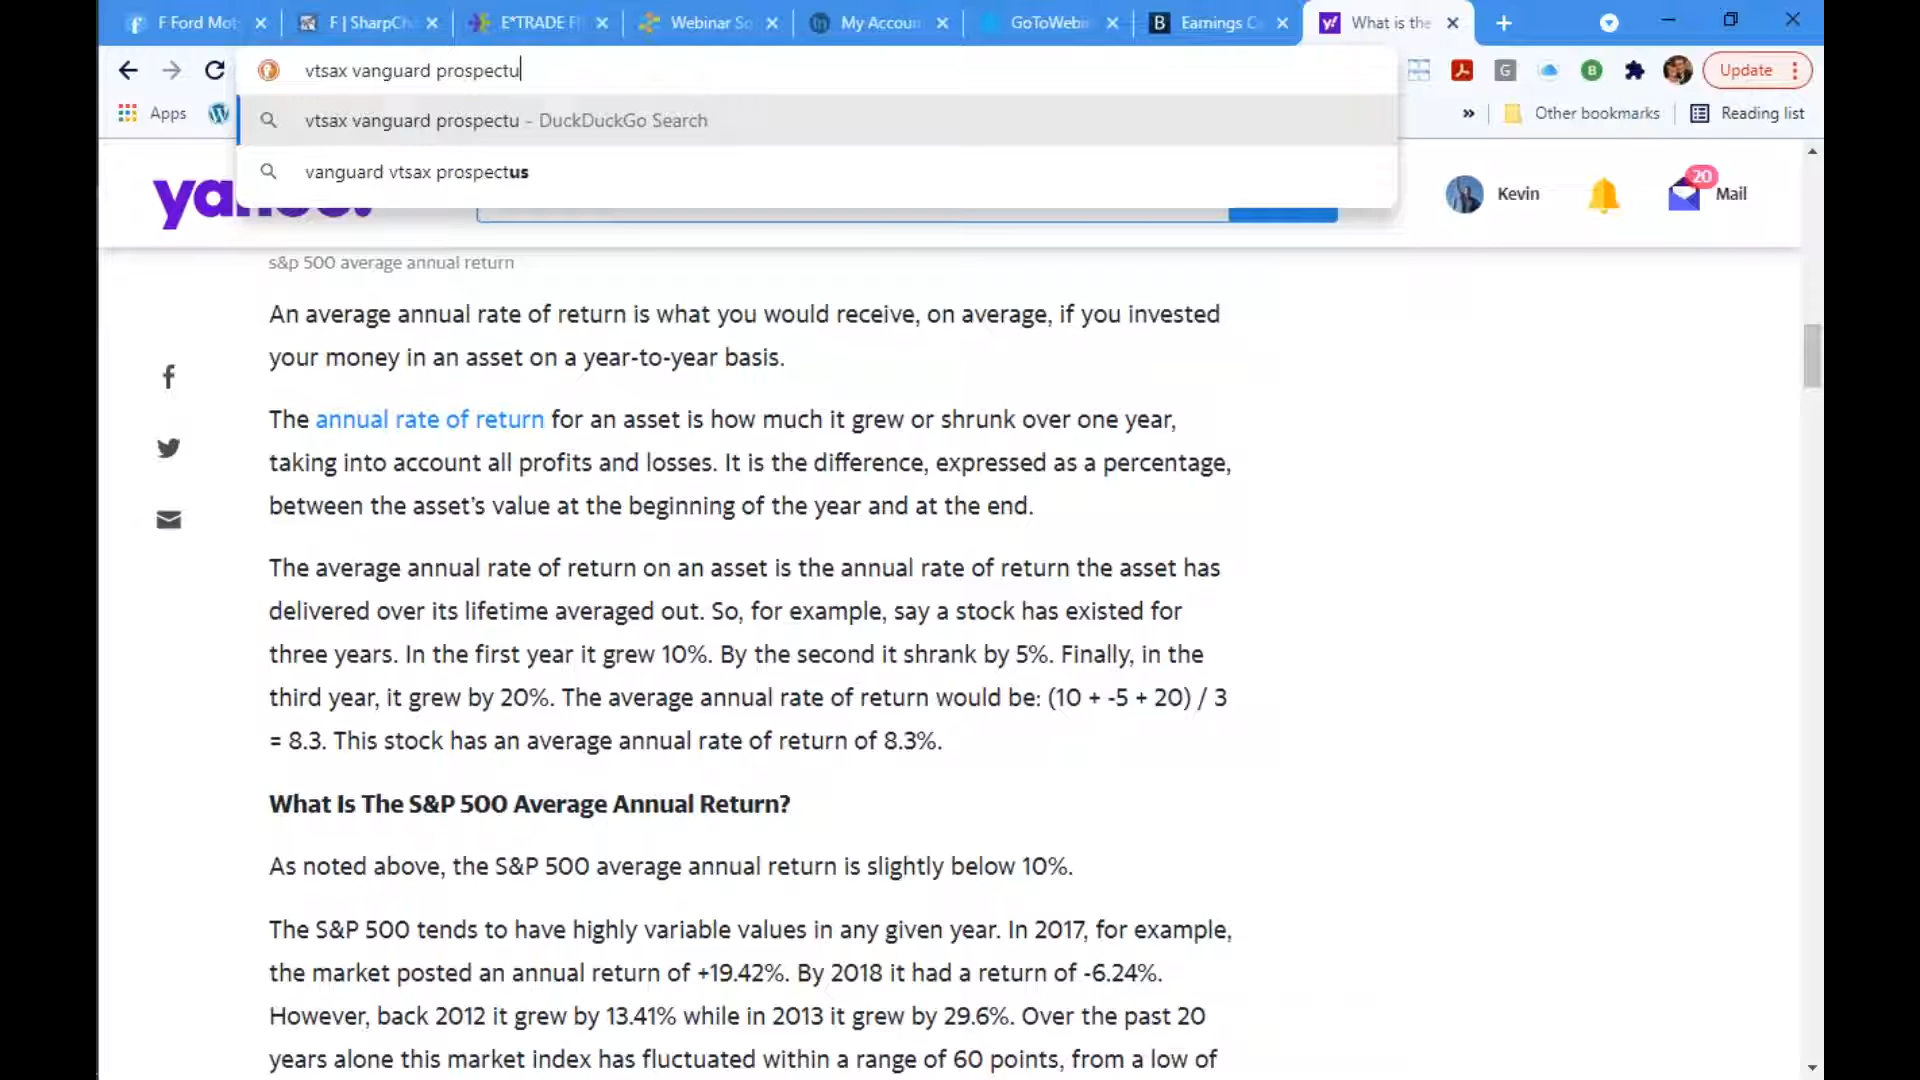 F Ford Mot
F | SharpCh
E*TRADE Fi
Webinar So
My Accoun
GoToWebi
Earnings C
What is the
vtsax vanguard prospectu
Update
vtsax vanguard prospectu - DuckDuckGo Search
vanguard vtsax prospectus
Apps
Other bookmarks
Reading list
Kevin
20
Mail
s&p 500 average annual return
An average annual rate of return is what you would receive, on average, if you invested
your money in an asset on a year-to-year basis.
The annual rate of return for an asset is how much it grew or shrunk over one year,
taking into account all profits and losses. It is the difference, expressed as a percentage,
between the asset’s value at the beginning of the year and at the end.
The average annual rate of return on an asset is the annual rate of return the asset has
delivered over its lifetime averaged out. So, for example, say a stock has existed for
three years. In the first year it grew 10%. By the second it shrank by 5%. Finally, in the
third year, it grew by 20%. The average annual rate of return would be: (10 + -5 + 20) / 3
= 8.3. This stock has an average annual rate of return of 8.3%.
What Is The S&P 500 Average Annual Return?
As noted above, the S&P 500 average annual return is slightly below 10%.
The S&P 500 tends to have highly variable values in any given year. In 2017, for example,
the market posted an annual return of +19.42%. By 2018 it had a return of -6.24%.
However, back 2012 it grew by 13.41% while in 2013 it grew by 29.6%. Over the past 20
years alone this market index has fluctuated within a range of 60 points, from a low of